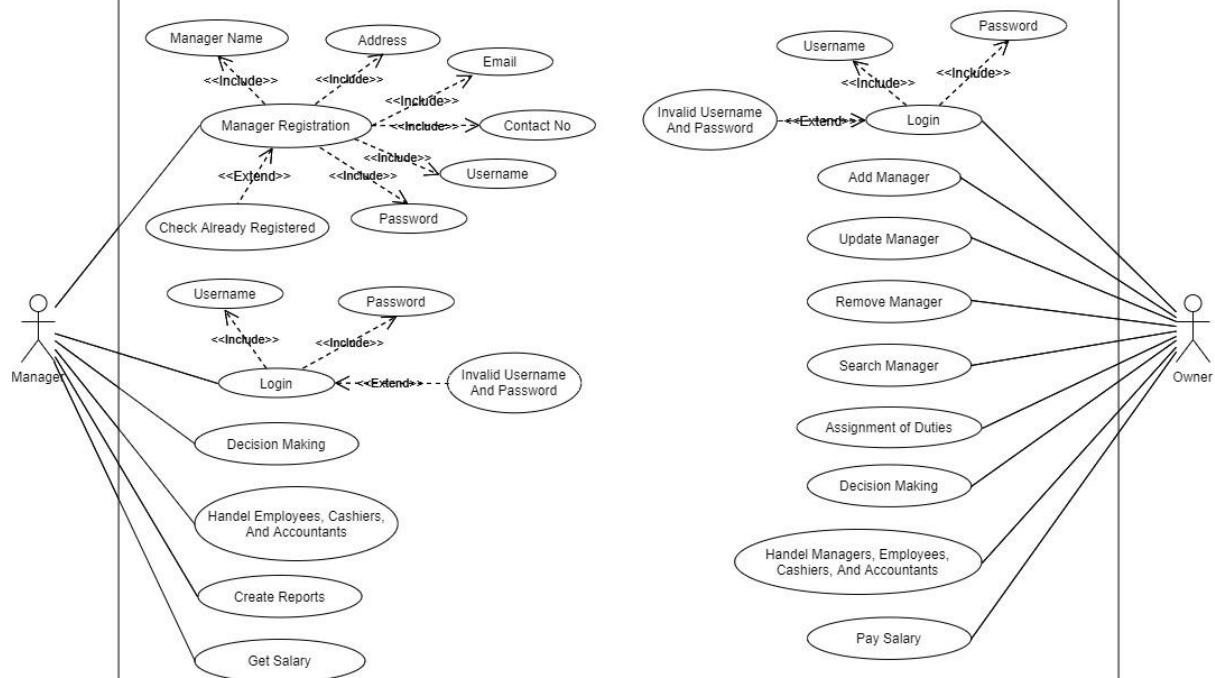 Manager Name
Address
Email
<<Include>>
<<Include>>
<<Include>>
Manager Registration
<<Include>>
Contact No
<<Include>>
<<Extend>>
<<Include>>
Username
Check Already Registered
Password
Username
Password
<<Include>>
<<Include>>
Manager
Login
<<Extend>>
Invalid Username
And Password
Decision Making
Handel Employees, Cashiers,
And Accountants
Create Reports
Get Salary
Password
Username
<<Include>>
<<Include>>
Invalid Username
And Password
<<Extend>>
Login
Add Manager
Update Manager
Remove Manager
Search Manager
Owner
Assignment of Duties
Decision Making
Handel Managers, Employees,
Cashiers, And Accountants
Pay Salary